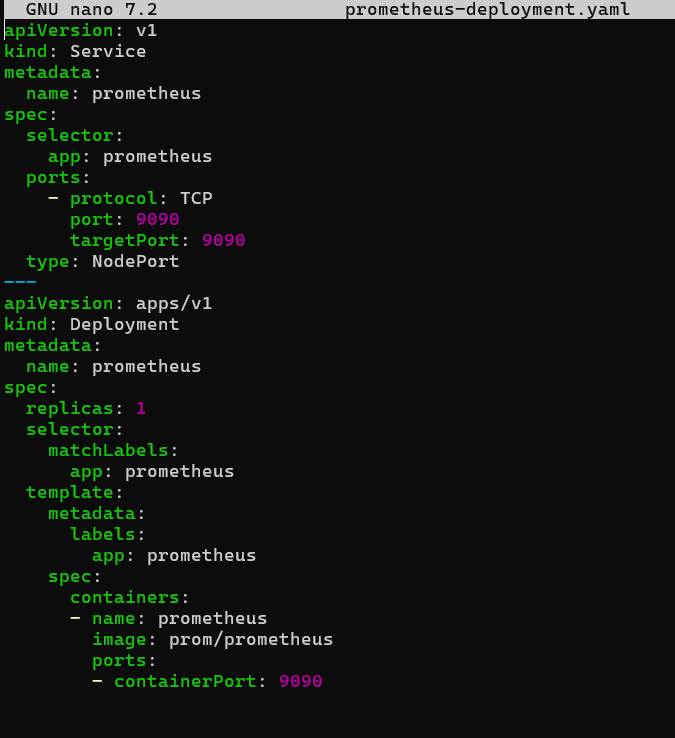 GNU nano 7.2 prometheus-deployment.yaml
apiVersion: v1
kind: Service
metadata:
  name: prometheus
spec:
  selector:
    app: prometheus
  ports:
    - protocol: TCP
      port: 9090
      targetPort: 9090
  type: NodePort
---
apiVersion: apps/v1
kind: Deployment
metadata:
  name: prometheus
spec:
  replicas: 1
  selector:
    matchLabels:
      app: prometheus
  template:
    metadata:
      labels:
        app: prometheus
    spec:
      containers:
      - name: prometheus
        image: prom/prometheus
        ports:
        - containerPort: 9090